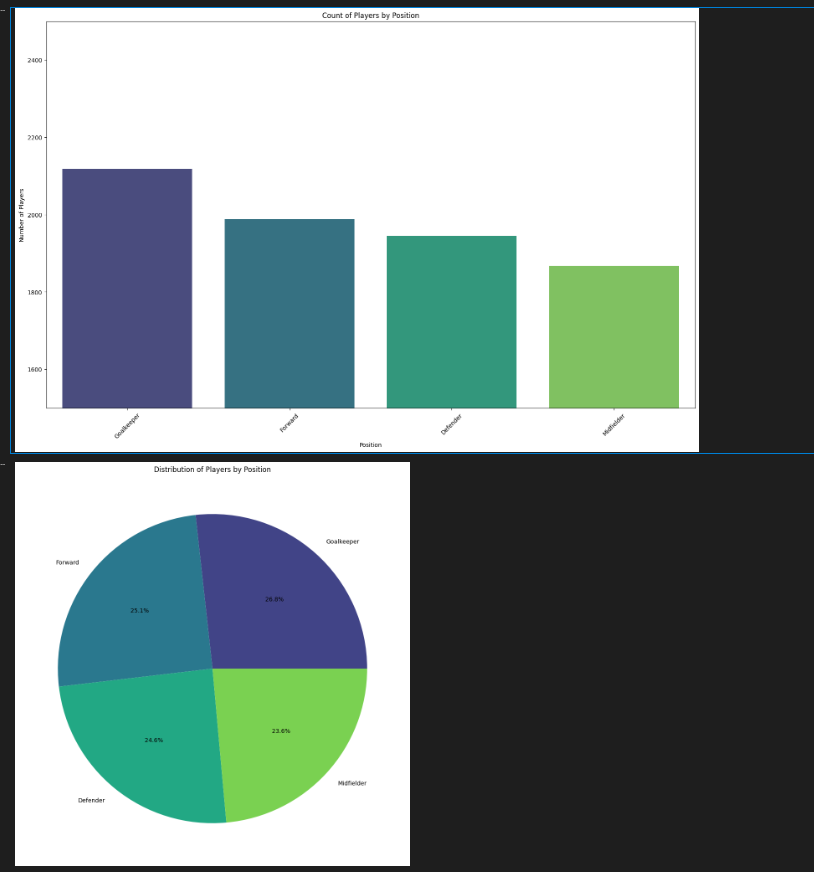 Count of Players by Position
2400
2200
2000
1800
1600
Number of Players
Goalkeeper
Forward
Defender
Midfielder
Position
Distribution of Players by Position
Goalkeeper
Forward
26.8%
25.1%
24.6%
23.6%
Midfielder
Defender